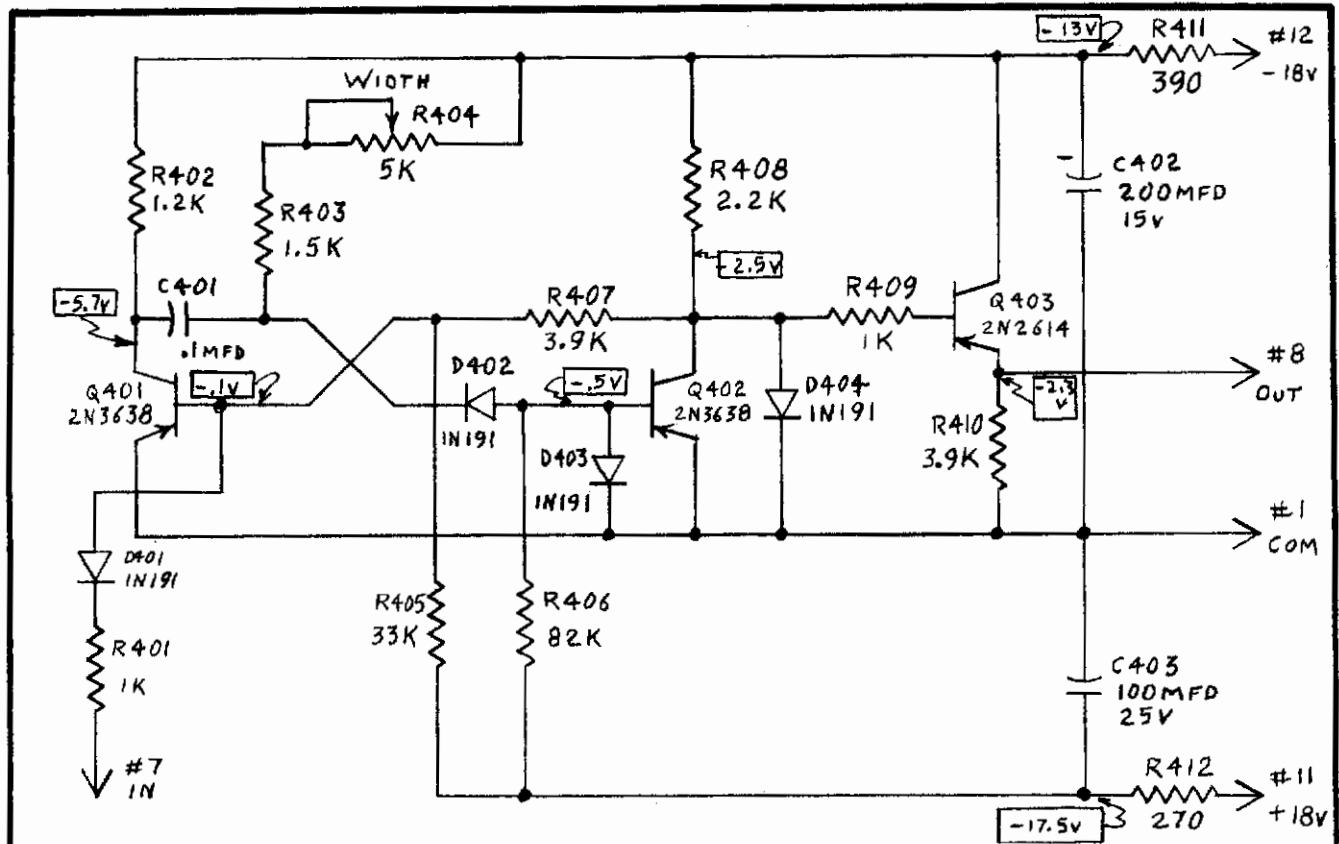 -13V
R411
390
#12
-18V
WIDTH
R404
5K
R402
1.2K
R403
1.5K
R408
2.2K
C402
200MFD
15V
-2.5V
-5.7V
C401
.1MFD
R407
3.9K
R409
1K
Q403
2N2614
Q401
2N3638
-.1V
D402
1N191
-.5V
Q402
2N3638
D404
1N191
-2.3
V
#8
OUT
D403
1N191
R410
3.9K
#1
COM
D401
1N191
R401
1K
R405
33K
R406
82K
C403
100MFD
25V
#7
IN
-17.5V
R412
270
#11
+18V